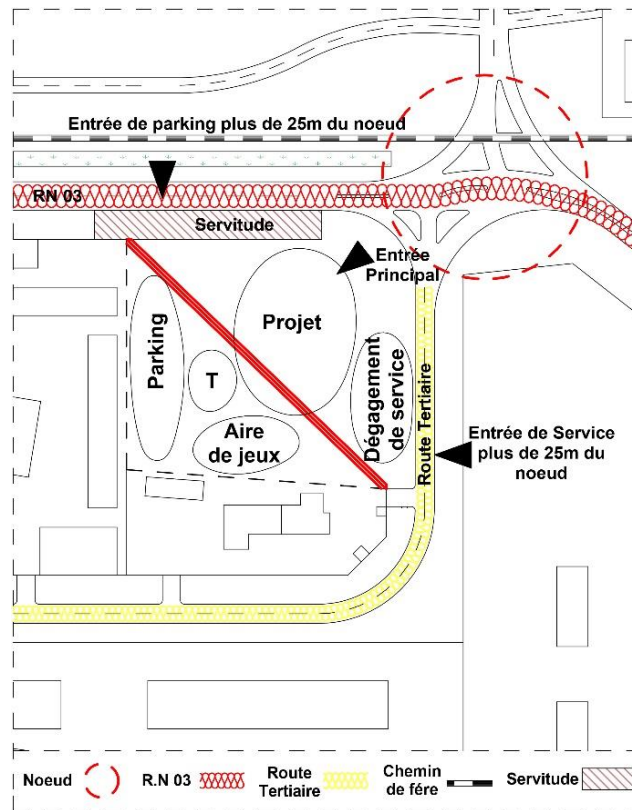 Entrée de parking plus de 25m du noeud
RN 03
Servitude
Entrée
Principal
Projet
Parking
T
Aire
de jeux
Dégagement
de service
Route Tertiaire
Entrée de Service
plus de 25m du
noeud
Noeud
R.N 03
Route
Tertiaire
Chemin
de fére
Servitude